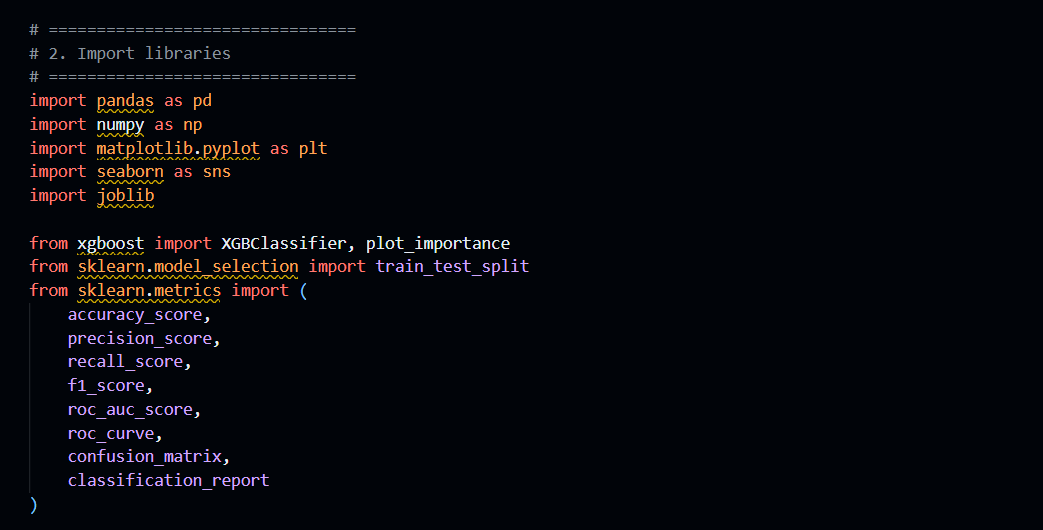 # ================================
# 2. Import libraries
# ================================
import pandas as pd
import numpy as np
import matplotlib.pyplot as plt
import seaborn as sns
import joblib
from xgboost import XGBClassifier, plot_importance
from sklearn.model_selection import train_test_split
from sklearn.metrics import (
accuracy_score,
precision_score,
recall_score,
f1_score,
roc_auc_score,
roc_curve,
confusion_matrix,
classification_report
)